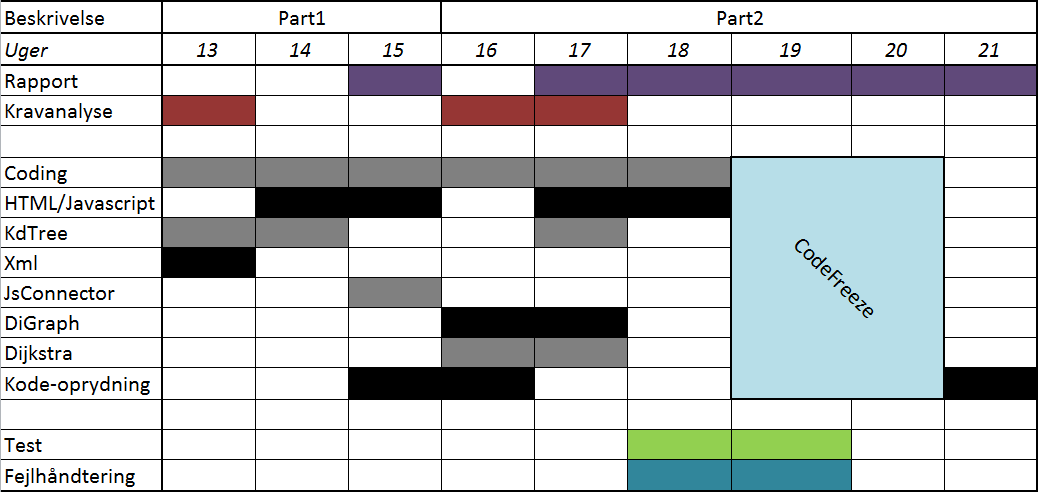 Beskrivelse Part1 Part2
Uger 13 14 15 16 17 18 19 20 21
Rapport
Kravanalyse
Coding
HTML/Javascript
KdTree
Xml
JsConnector
DiGraph
Dijkstra
Kode-oprydning
CodeFreeze
Test
Fejlhåndtering